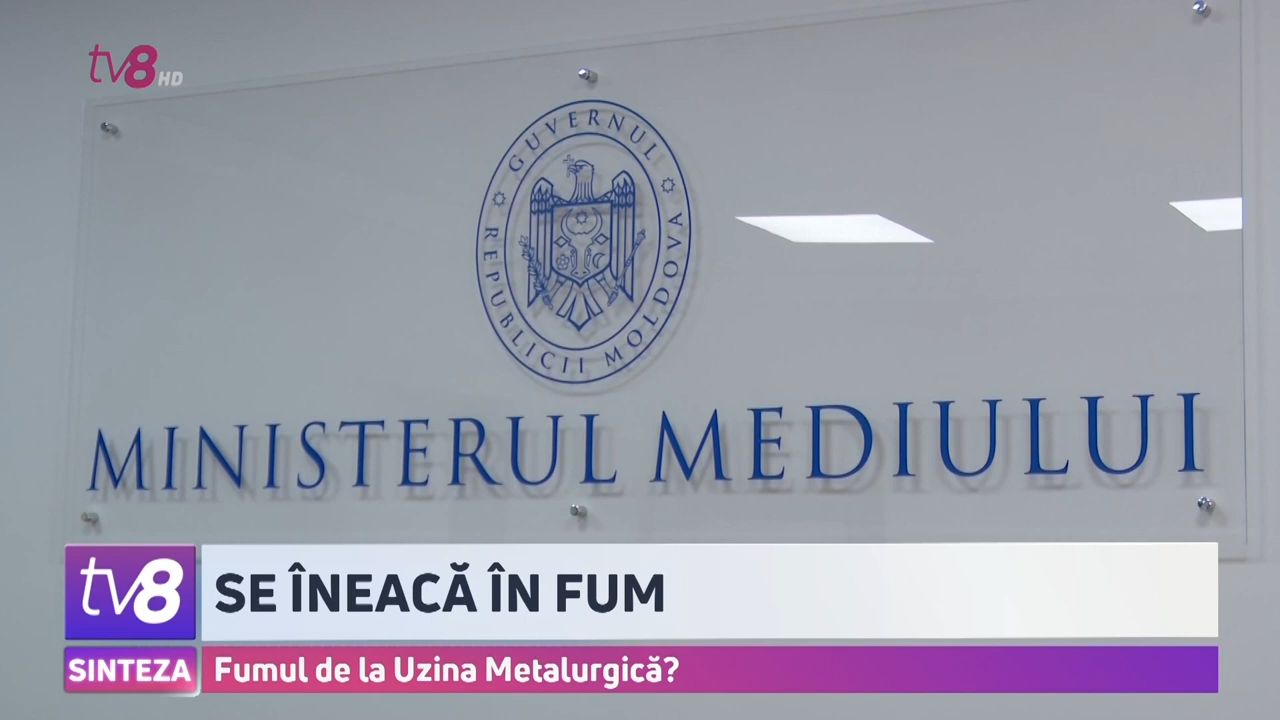 tv8 HD
GUVERNUL
REPUBLICII MOLDOVA
MINISTERUL MEDIULUI
tv8
SE ÎNEACĂ ÎN FUM
SINTEZA
Fumul de la Uzina Metalurgică?